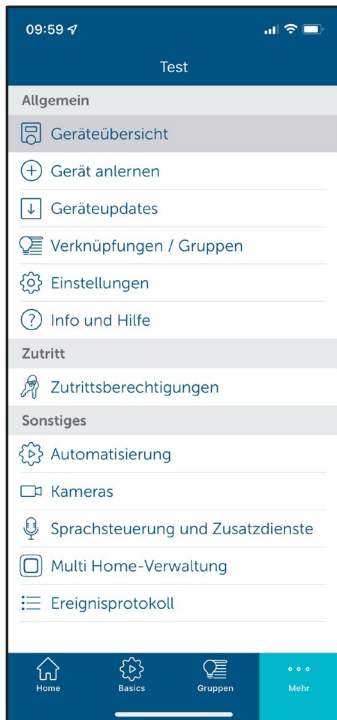 09:59
Test
Allgemein
Geräteübersicht
Gerät anlernen
Geräteupdates
Verknüpfungen / Gruppen
Einstellungen
Info und Hilfe
Zutritt
Zutrittsberechtigungen
Sonstiges
Automatisierung
Kameras
Sprachsteuerung und Zusatzdienste
Multi Home-Verwaltung
Ereignisprotokoll
Home Basics Gruppen Mehr